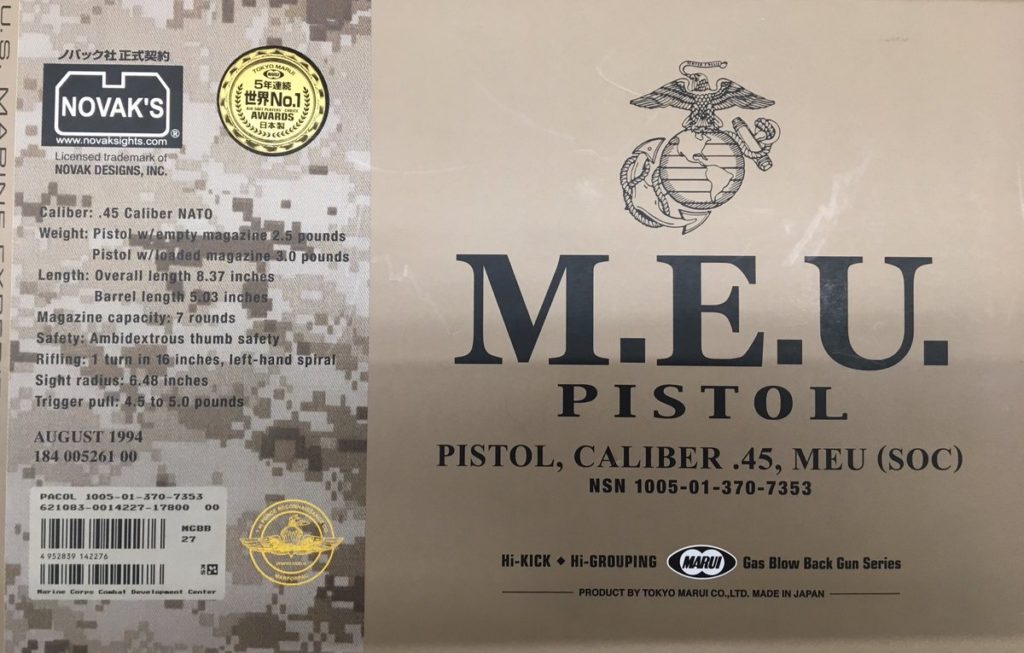 U.S. MARINE
ノバック社 正式契約
NOVAK'S
®
www.novaksights.com
Licensed trademark of
NOVAK DESIGNS, INC.
TOKYO MARUI
MARUI
5年連続
世界No.1
AWARDS
日本製
Caliber: .45 Caliber NATO
Weight: Pistol w/empty magazine 2.5 pounds
Pistol w/loaded magazine 3.0 pounds
Length: Overall length 8.37 inches
Barrel length 5.03 inches
Magazine capacity: 7 rounds
Safety: Ambidextrous thumb safety
Rifling: 1 turn in 16 inches, left-hand spiral
Sight radius: 6.48 inches
Trigger pull: 4.5 to 5.0 pounds
AUGUST 1994
184 005261 00
PACOL 1005-01-370-7353
621083-0014227-17800 00
MCBB
27
4 952839 142276
Marine Corps Combat Development Center
M.E.U.
PISTOL
PISTOL, CALIBER .45, MEU (SOC)
NSN 1005-01-370-7353
Hi-KICK ◆ Hi-GROUPING MARUI Gas Blow Back Gun Series
PRODUCT BY TOKYO MARUI CO.,LTD. MADE IN JAPAN